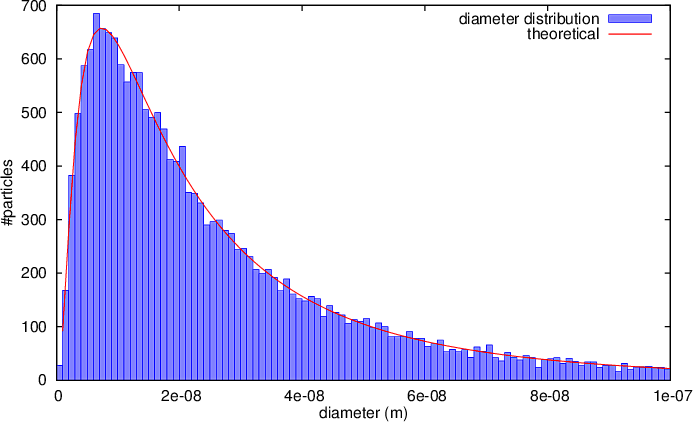 700
600
500
400
300
200
100
0
#particles
diameter distribution
theoretical
0
2e-08
4e-08
6e-08
8e-08
1e-07
diameter (m)